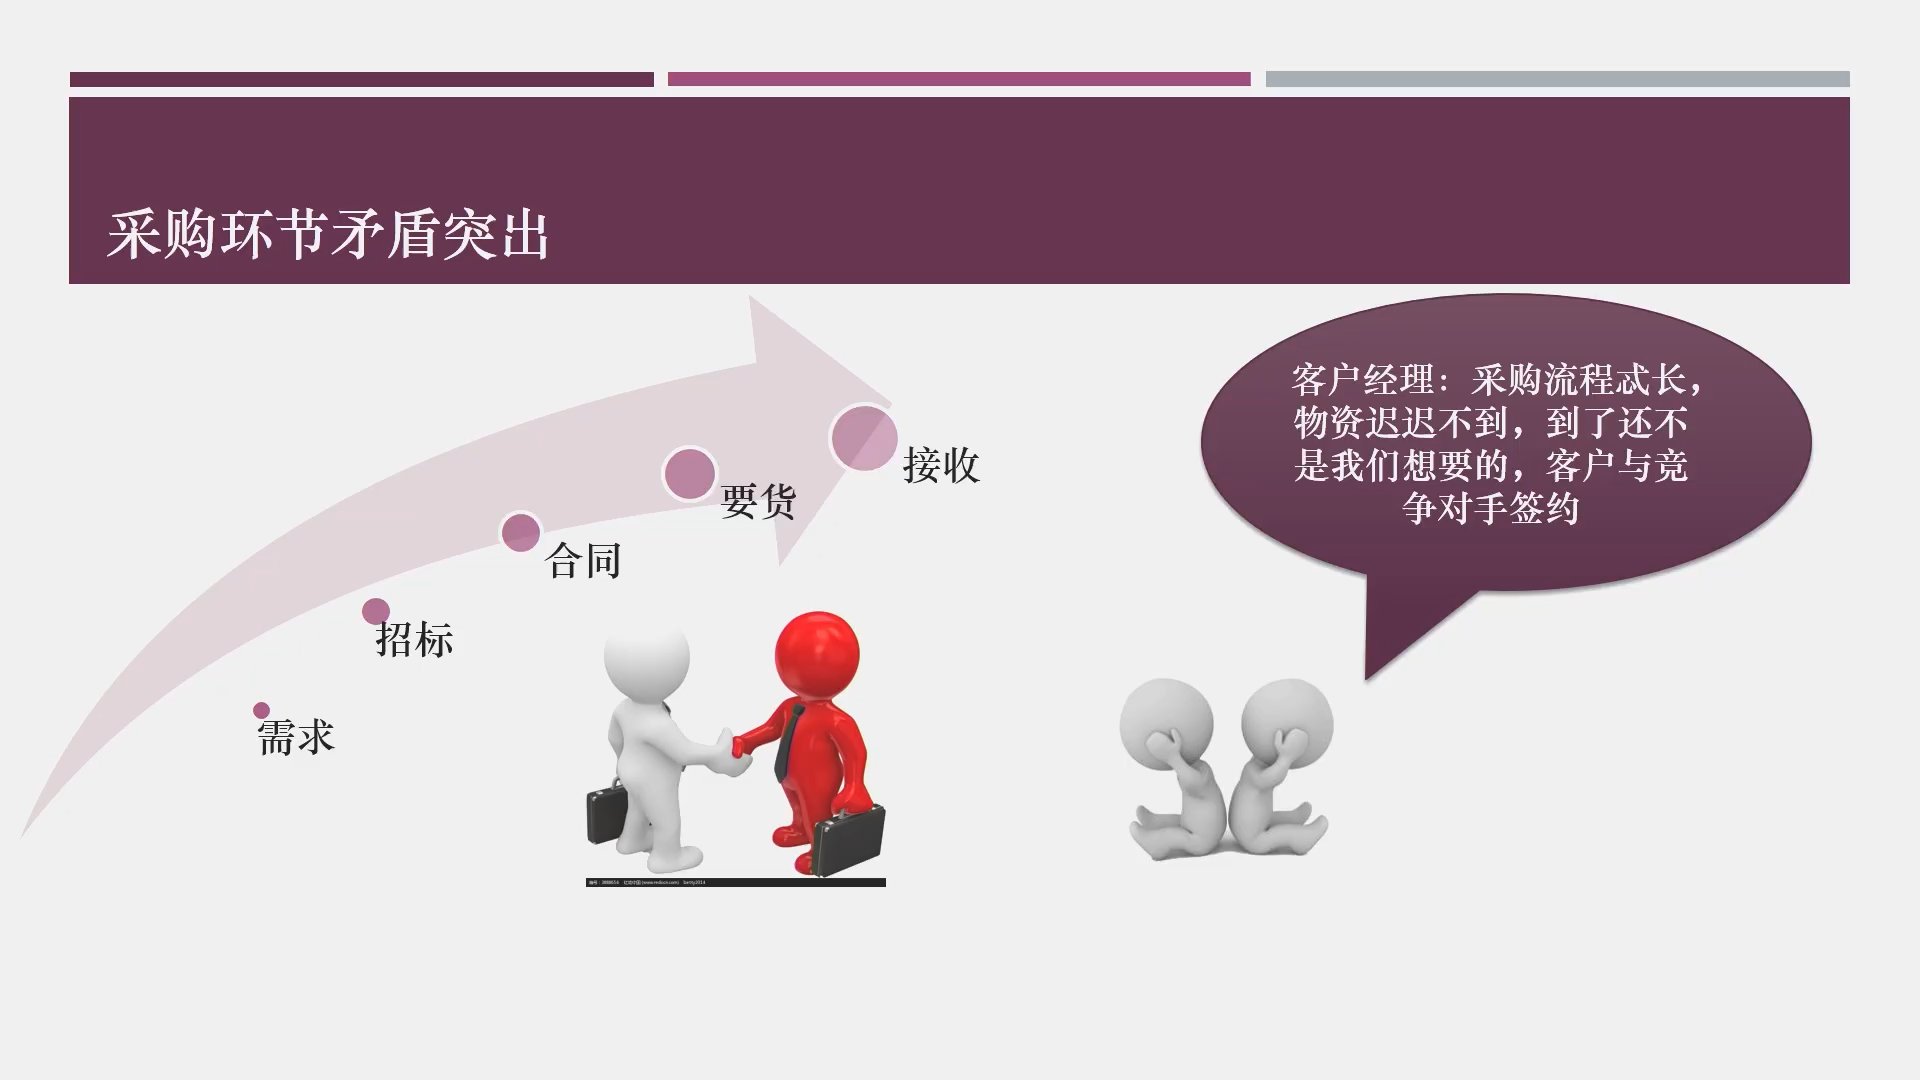 采购环节矛盾突出
客户经理：采购流程忒长，
物资迟迟不到，到了还不
是我们想要的，客户与竞
争对手签约
接收
要货
合同
招标
需求